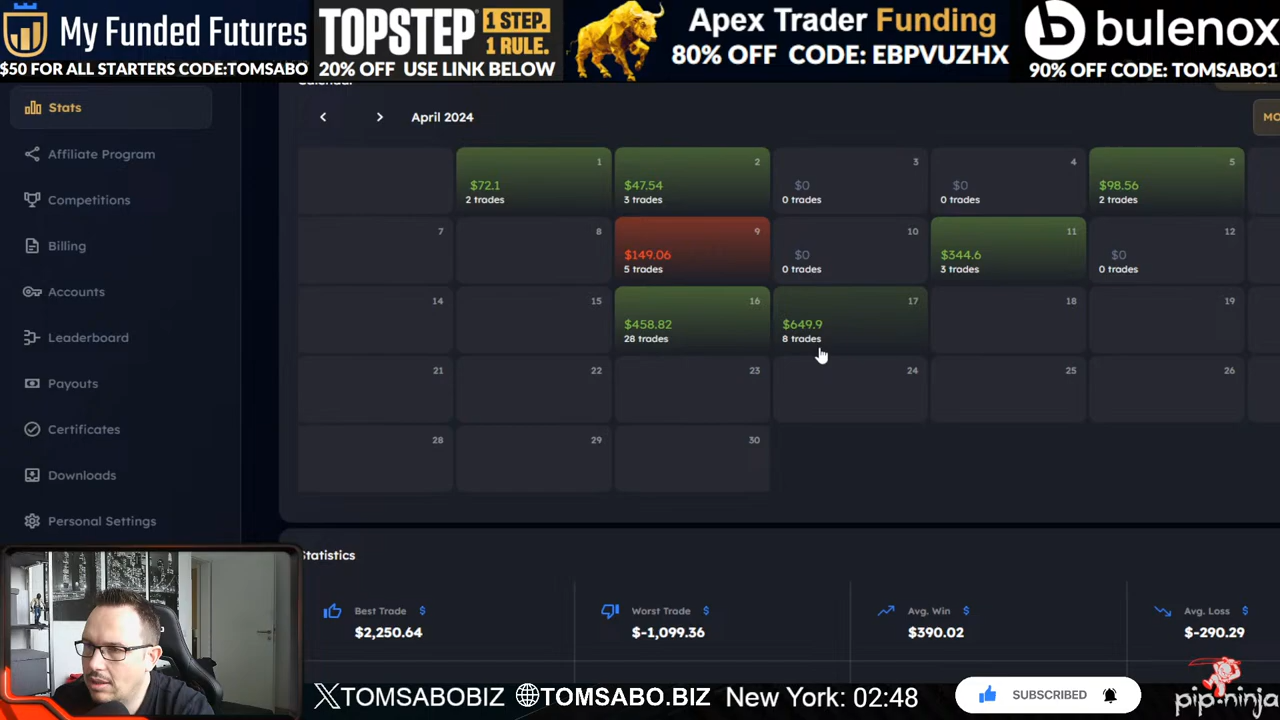 My Funded Futures
$50 FOR ALL STARTERS CODE:TOMSABO
TOPSTEP
1 STEP.
1 RULE.
20% OFF USE LINK BELOW
Apex Trader Funding
80% OFF CODE: EBPVUZHX
bulenox
90% OFF CODE: TOMSABO1
Stats
Affiliate Program
Competitions
Billing
Accounts
Leaderboard
Payouts
Certificates
Downloads
Personal Settings
Calendar
April 2024
MO
1
$72.1
2 trades
2
$47.54
3 trades
3
$0
0 trades
4
$0
0 trades
5
$98.56
2 trades
7
8
9
$149.06
5 trades
10
$0
0 trades
11
$344.6
3 trades
12
$0
0 trades
14
15
16
$458.82
28 trades
17
$649.9
8 trades
18
19
21
22
23
24
25
26
28
29
30
Statistics
Best Trade $
$2,250.64
Worst Trade $
$-1,099.36
Avg. Win $
$390.02
Avg. Loss $
$-290.29
TOMSABOBIZ
TOMSABO.BIZ
New York: 02:48
SUBSCRIBED
pip-ninja